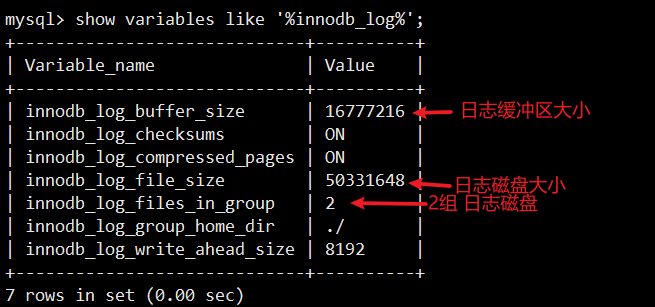 mysql> show variables like '%innodb_log%';
+-----------------------------+----------+
| Variable_name | Value |
+-----------------------------+----------+
| innodb_log_buffer_size | 16777216 | 日志缓冲区大小
| innodb_log_checksums | ON |
| innodb_log_compressed_pages | ON |
| innodb_log_file_size | 50331648 | 日志磁盘大小
| innodb_log_files_in_group | 2 | 2组 日志磁盘
| innodb_log_group_home_dir | ./ |
| innodb_log_write_ahead_size | 8192 |
+-----------------------------+----------+
7 rows in set (0.00 sec)